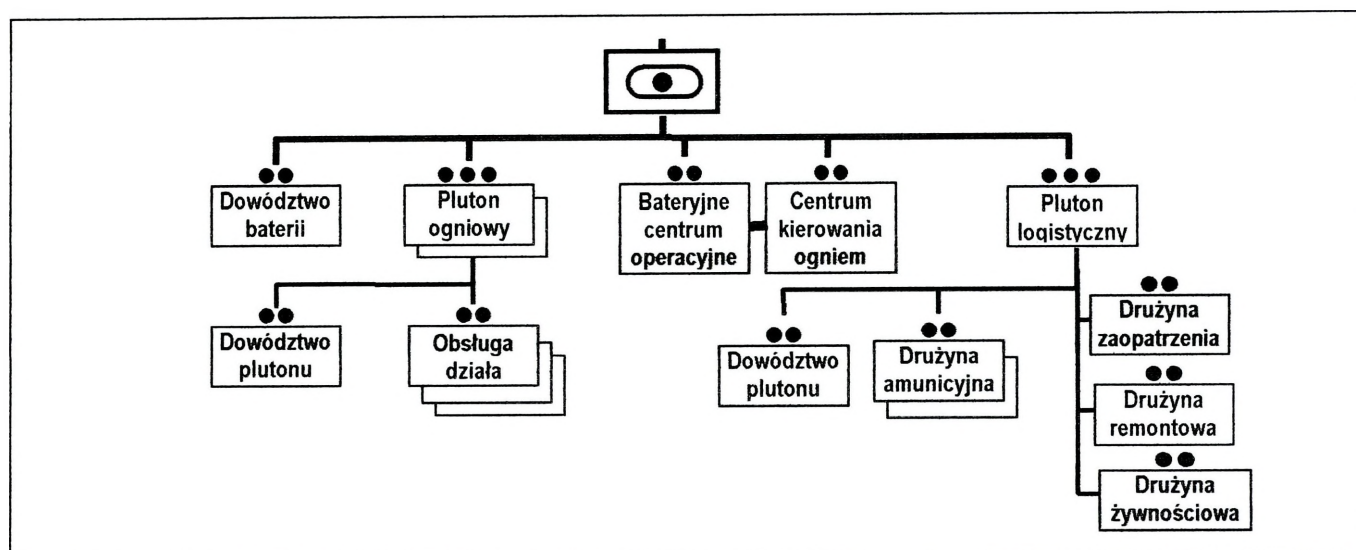 Dowództwo
baterii
Pluton
ogniowy
Bateryjne
centrum
operacyjne
Centrum
kierowania
ogniem
Pluton
logistyczny
Dowództwo
plutonu
Obsługa
działa
Dowództwo
plutonu
Drużyna
amunicyjna
Drużyna
zaopatrzenia
Drużyna
remontowa
Drużyna
żywnościowa